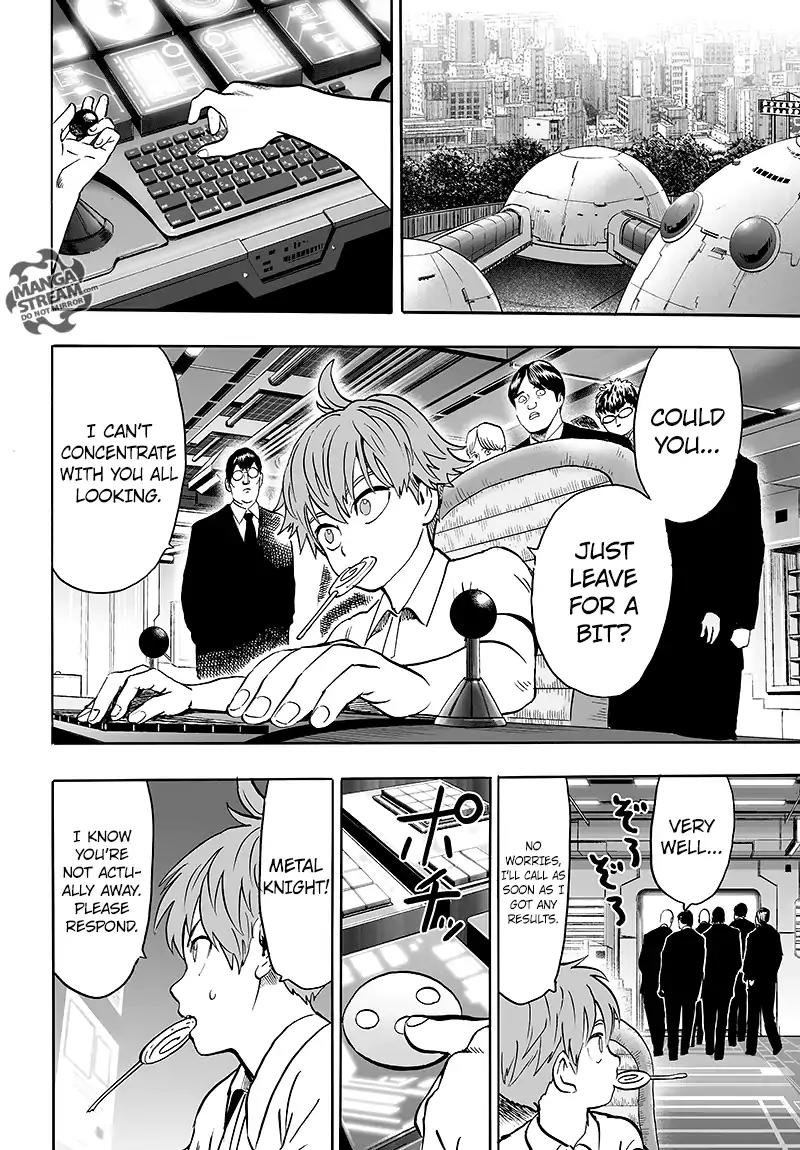 MANGA
STREAM.com
DO NOT MIRROR
COULD
YOU...
JUST
LEAVE
FOR A
BIT?
I CAN'T
CONCENTRATE
WITH YOU ALL
LOOKING.
VERY
WELL...
ぞろ
ぞろ
NO
WORRIES,
I'LL CALL AS
SOON AS I
GOT ANY
RESULTS.
ポチッ
METAL
KNIGHT!
I KNOW
YOU'RE
NOT ACTU-
ALLY AWAY.
PLEASE
RESPOND.